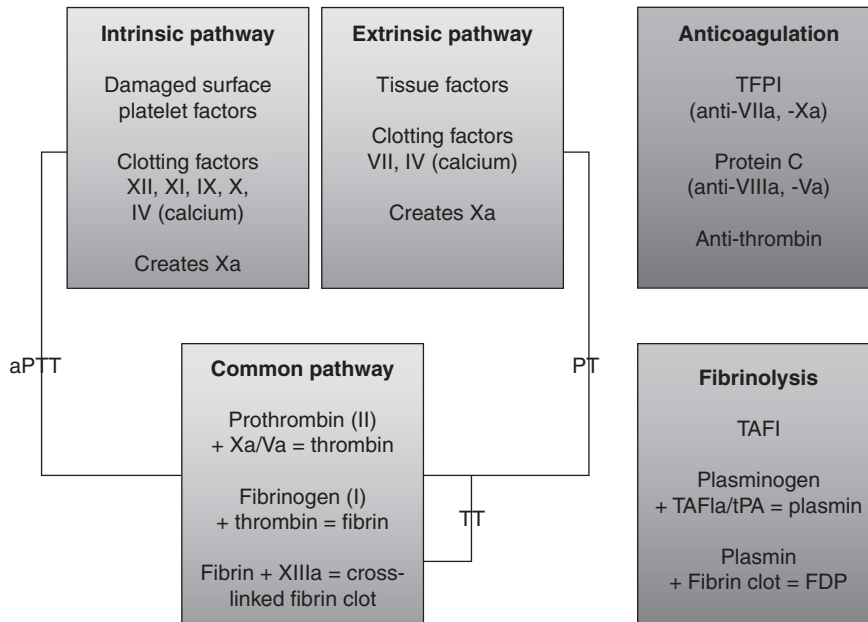 Intrinsic pathway
Damaged surface
platelet factors
Clotting factors
XII, XI, IX, X,
IV (calcium)
Creates Xa
Extrinsic pathway
Tissue factors
Clotting factors
VII, IV (calcium)
Creates Xa
Anticoagulation
TFPI
(anti-VIIa, -Xa)
Protein C
(anti-VIIIa, -Va)
Anti-thrombin
aPTT
Common pathway
Prothrombin (II)
+ Xa/Va = thrombin
Fibrinogen (I)
+ thrombin = fibrin
Fibrin + XIIIa = cross-
linked fibrin clot
TT
PT
Fibrinolysis
TAFI
Plasminogen
+ TAFIa/tPA = plasmin
Plasmin
+ Fibrin clot = FDP